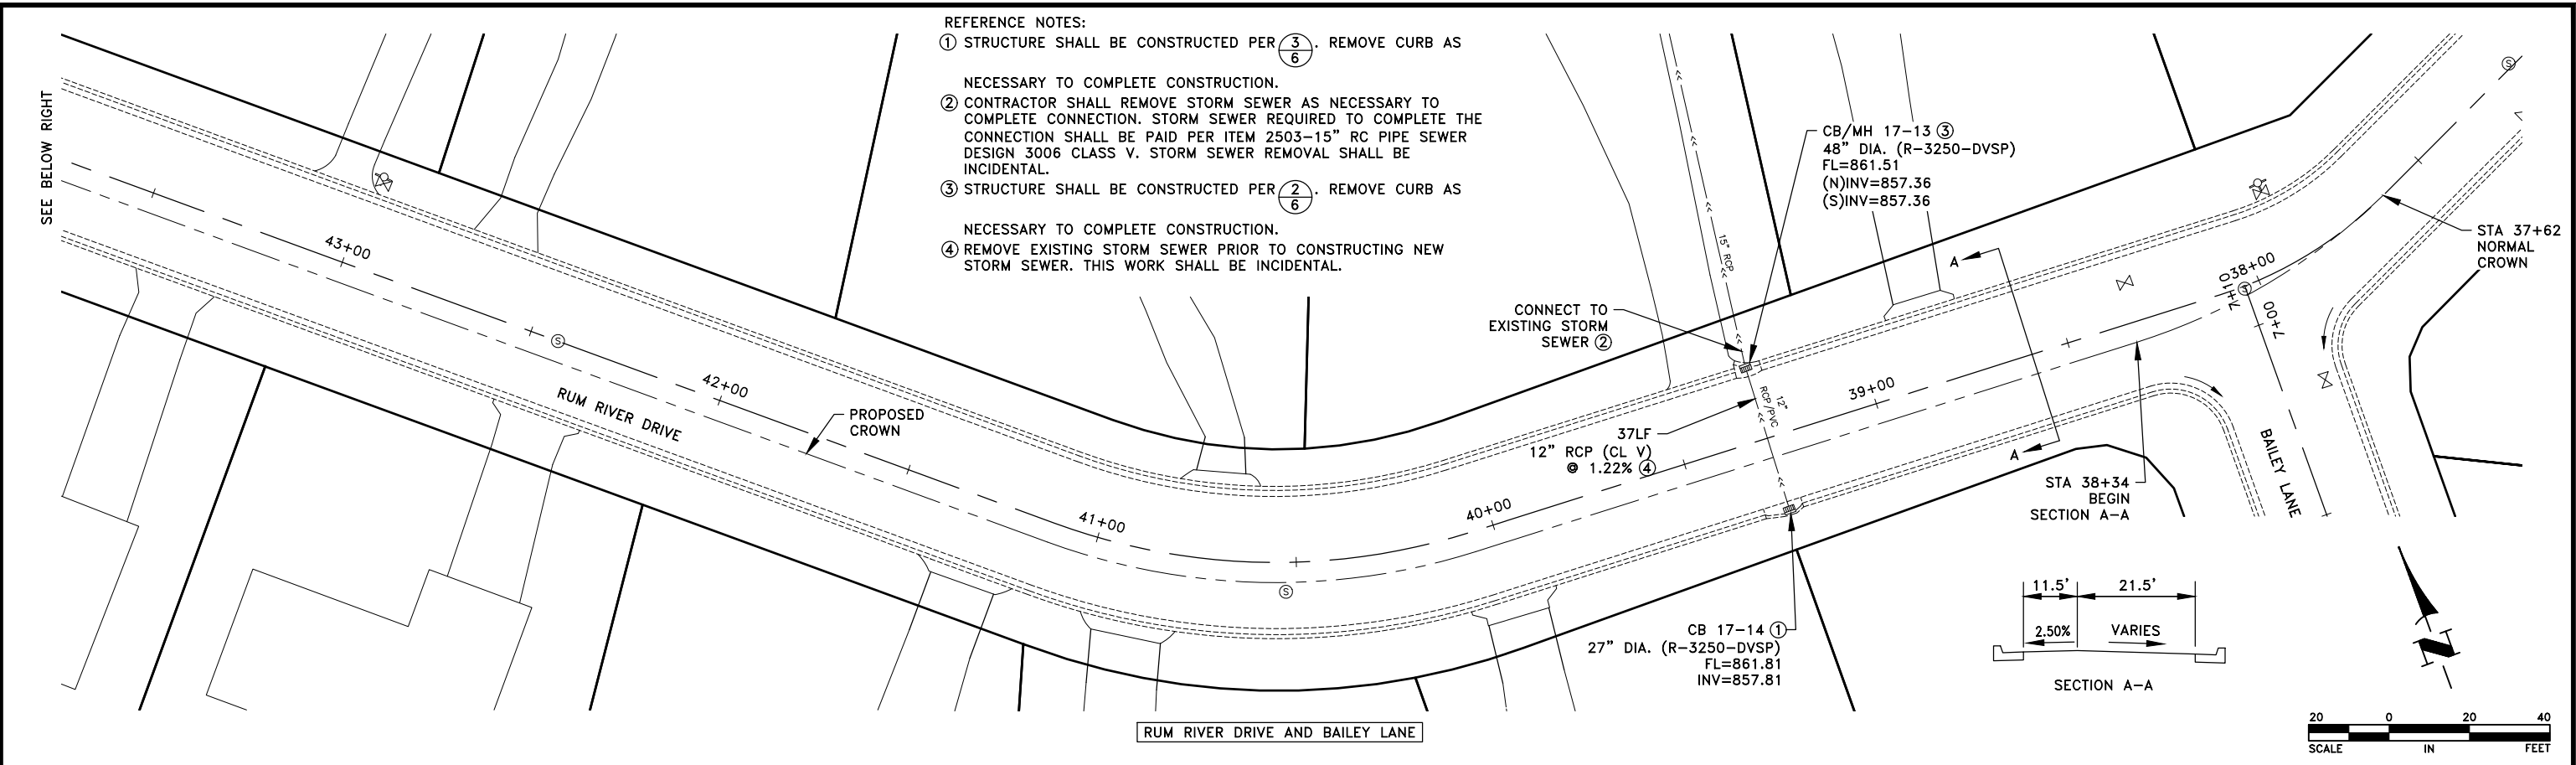 REFERENCE NOTES:
① STRUCTURE SHALL BE CONSTRUCTED PER 3/6. REMOVE CURB AS
NECESSARY TO COMPLETE CONSTRUCTION.
② CONTRACTOR SHALL REMOVE STORM SEWER AS NECESSARY TO
COMPLETE CONNECTION. STORM SEWER REQUIRED TO COMPLETE THE
CONNECTION SHALL BE PAID PER ITEM 2503-15" RC PIPE SEWER
DESIGN 3006 CLASS V. STORM SEWER REMOVAL SHALL BE
INCIDENTAL.
③ STRUCTURE SHALL BE CONSTRUCTED PER 2/6. REMOVE CURB AS
NECESSARY TO COMPLETE CONSTRUCTION.
④ REMOVE EXISTING STORM SEWER PRIOR TO CONSTRUCTING NEW
STORM SEWER. THIS WORK SHALL BE INCIDENTAL.
SEE BELOW RIGHT
43+00
42+00
41+00
40+00
39+00
038+00
7+10
7+00
S
S
S
S
RUM RIVER DRIVE
PROPOSED
CROWN
15" RCP
12"
RCP/PVC
CB/MH 17-13 ③
48" DIA. (R-3250-DVSP)
FL=861.51
(N)INV=857.36
(S)INV=857.36
CONNECT TO
EXISTING STORM
SEWER ②
37LF
12" RCP (CL V)
@ 1.22% ④
A
A
STA 37+62
NORMAL
CROWN
STA 38+34
BEGIN
SECTION A-A
BAILEY LANE
CB 17-14 ①
27" DIA. (R-3250-DVSP)
FL=861.81
INV=857.81
11.5' 21.5'
2.50% VARIES
SECTION A-A
N
RUM RIVER DRIVE AND BAILEY LANE
20 0 20 40
SCALE IN FEET